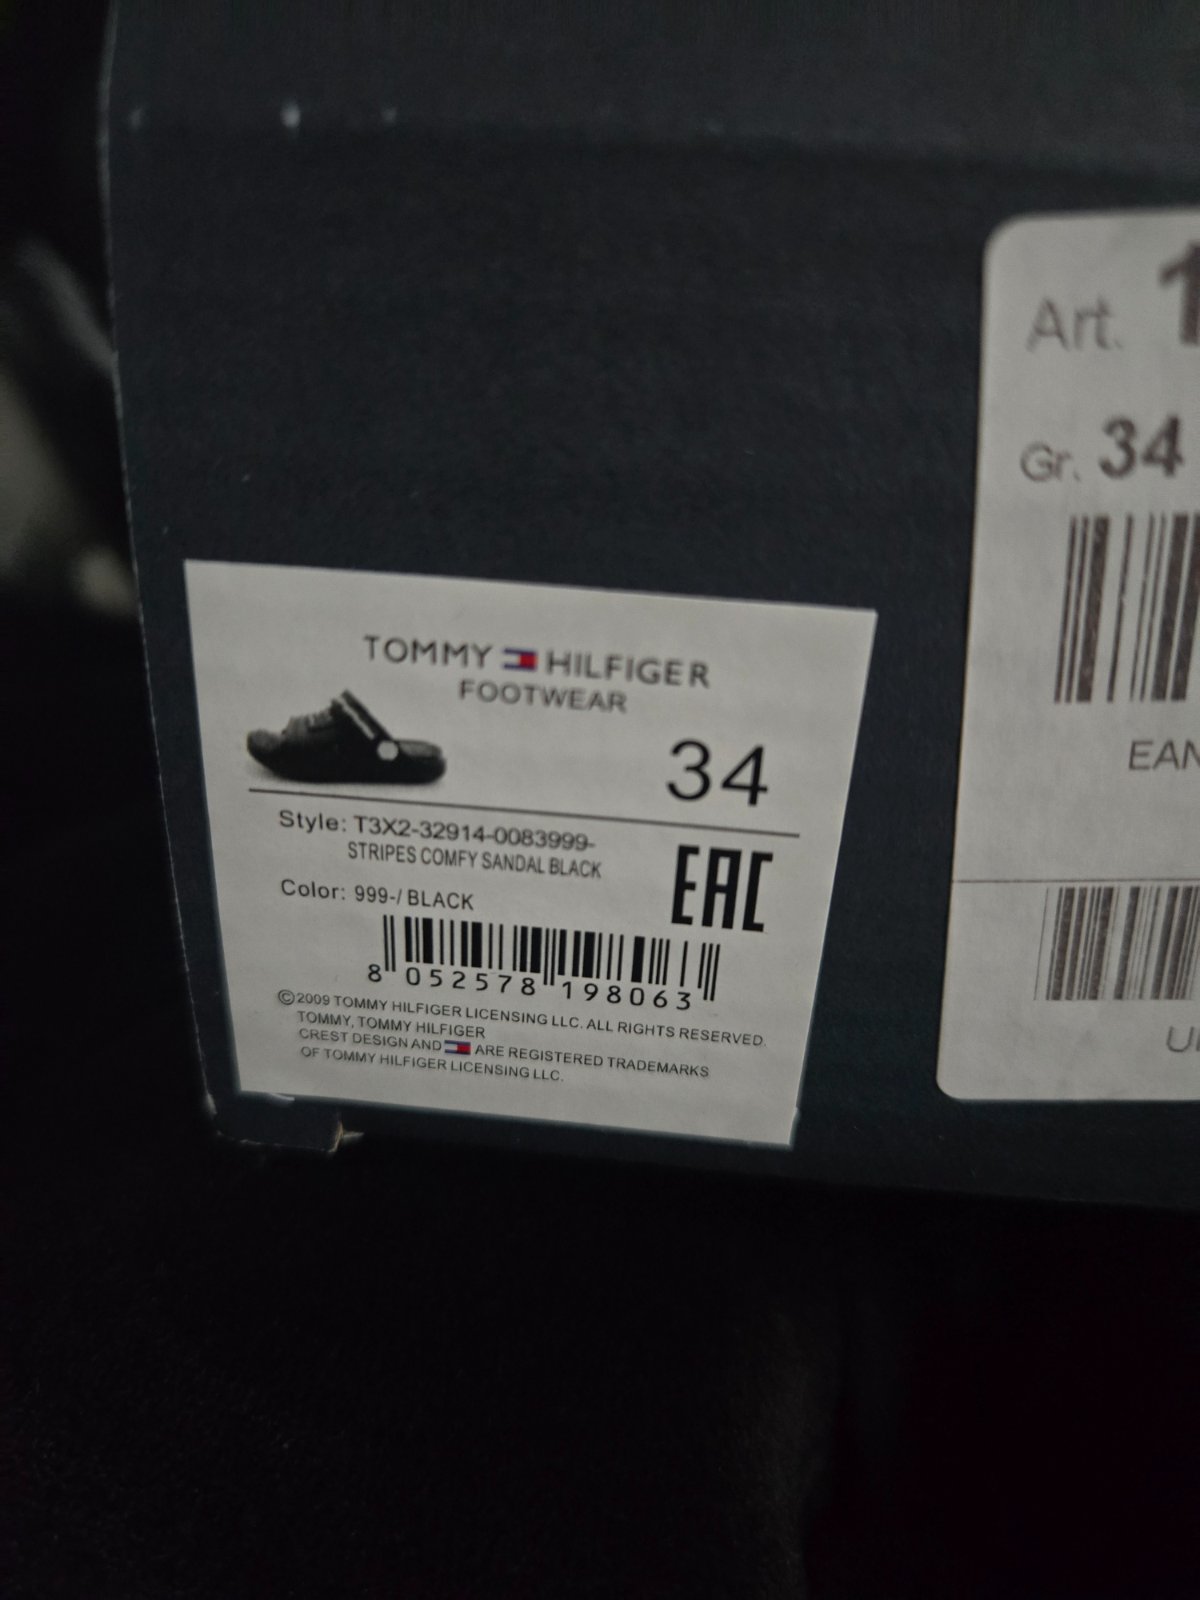 TOMMY HILFIGER
FOOTWEAR
34
Style: T3X2-32914-0083999-
STRIPES COMFY SANDAL BLACK
EAC
Color: 999-/ BLACK
8 052578 198063
©2009 TOMMY HILFIGER LICENSING LLC. ALL RIGHTS RESERVED.
TOMMY, TOMMY HILFIGER
CREST DESIGN AND ARE REGISTERED TRADEMARKS
OF TOMMY HILFIGER LICENSING LLC.
Art. 1
Gr. 34
EAN